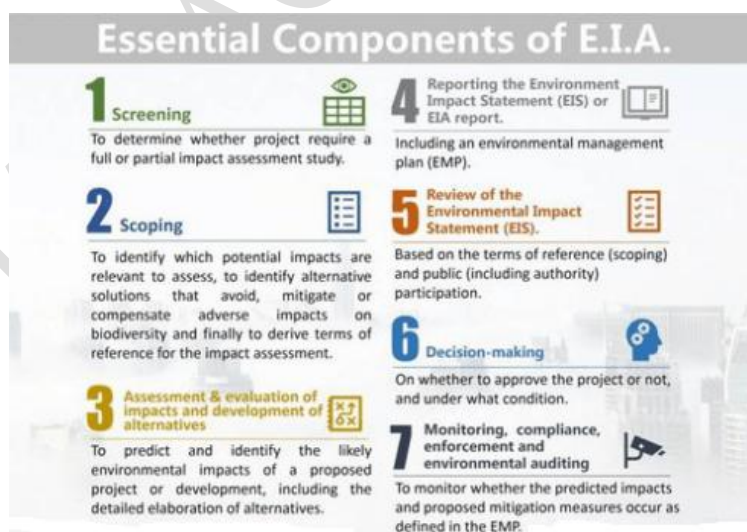 Essential Components of E.I.A.
1 Screening
To determine whether project require a
full or partial impact assessment study.
2 Scoping
To identify which potential impacts are
relevant to assess, to identify alternative
solutions that avoid, mitigate or
compensate adverse impacts on
biodiversity and finally to derive terms of
reference for the impact assessment.
3 Assessment & evaluation of
impacts and development of
alternatives
To predict and identify the likely
environmental impacts of a proposed
project or development, including the
detailed elaboration of alternatives.
4 Reporting the Environment
Impact Statement (EIS) or
EIA report.
Including an environmental management
plan (EMP).
5 Review of the
Environmental Impact
Statement (EIS).
Based on the terms of reference (scoping)
and public (including authority)
participation.
6 Decision-making
On whether to approve the project or not,
and under what condition.
7 Monitoring, compliance,
enforcement and
environmental auditing
To monitor whether the predicted impacts
and proposed mitigation measures occur as
defined in the EMP.